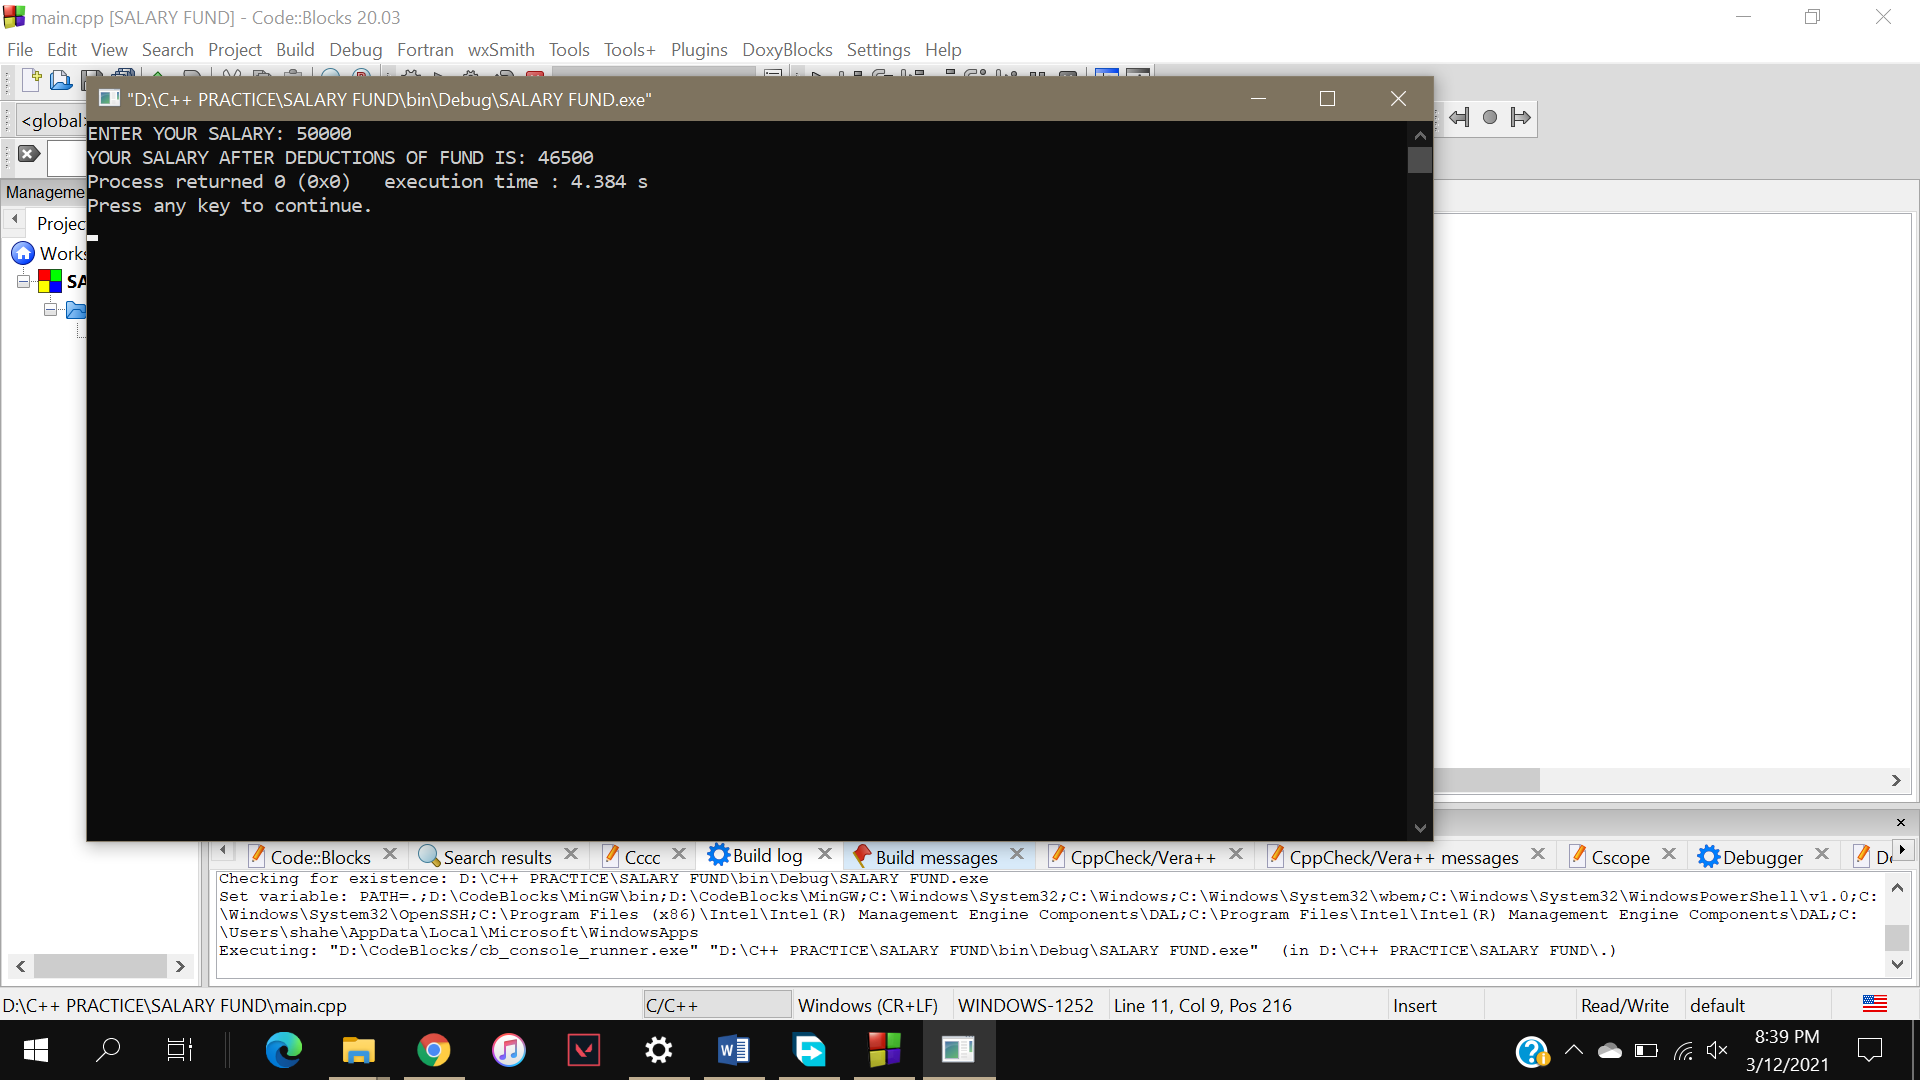 main.cpp [SALARY FUND] - Code::Blocks 20.03
File Edit View Search Project Build Debug Fortran wxSmith Tools Tools+ Plugins DoxyBlocks Settings Help
"D:\C++ PRACTICE\SALARY FUND\bin\Debug\SALARY FUND.exe"
<global>
ENTER YOUR SALARY: 50000
YOUR SALARY AFTER DEDUCTIONS OF FUND IS: 46500
Process returned 0 (0x0)   execution time : 4.384 s
Press any key to continue.
Manageme
Projec
Works
SA
Code::Blocks Search results Cccc Build log Build messages CppCheck/Vera++ CppCheck/Vera++ messages Cscope Debugger D
Checking for existence: D:\C++ PRACTICE\SALARY FUND\bin\Debug\SALARY FUND.exe
Set variable: PATH=.;D:\CodeBlocks\MinGW\bin;D:\CodeBlocks\MinGW;C:\Windows\System32;C:\Windows;C:\Windows\System32\wbem;C:\Windows\System32\WindowsPowerShell\v1.0;C:
\Windows\System32\OpenSSH;C:\Program Files (x86)\Intel\Intel(R) Management Engine Components\DAL;C:\Program Files\Intel\Intel(R) Management Engine Components\DAL;C:
\Users\shahe\AppData\Local\Microsoft\WindowsApps
Executing: "D:\CodeBlocks/cb_console_runner.exe" "D:\C++ PRACTICE\SALARY FUND\bin\Debug\SALARY FUND.exe"  (in D:\C++ PRACTICE\SALARY FUND\.)
D:\C++ PRACTICE\SALARY FUND\main.cpp C/C++ Windows (CR+LF) WINDOWS-1252 Line 11, Col 9, Pos 216 Insert Read/Write default
8:39 PM
3/12/2021